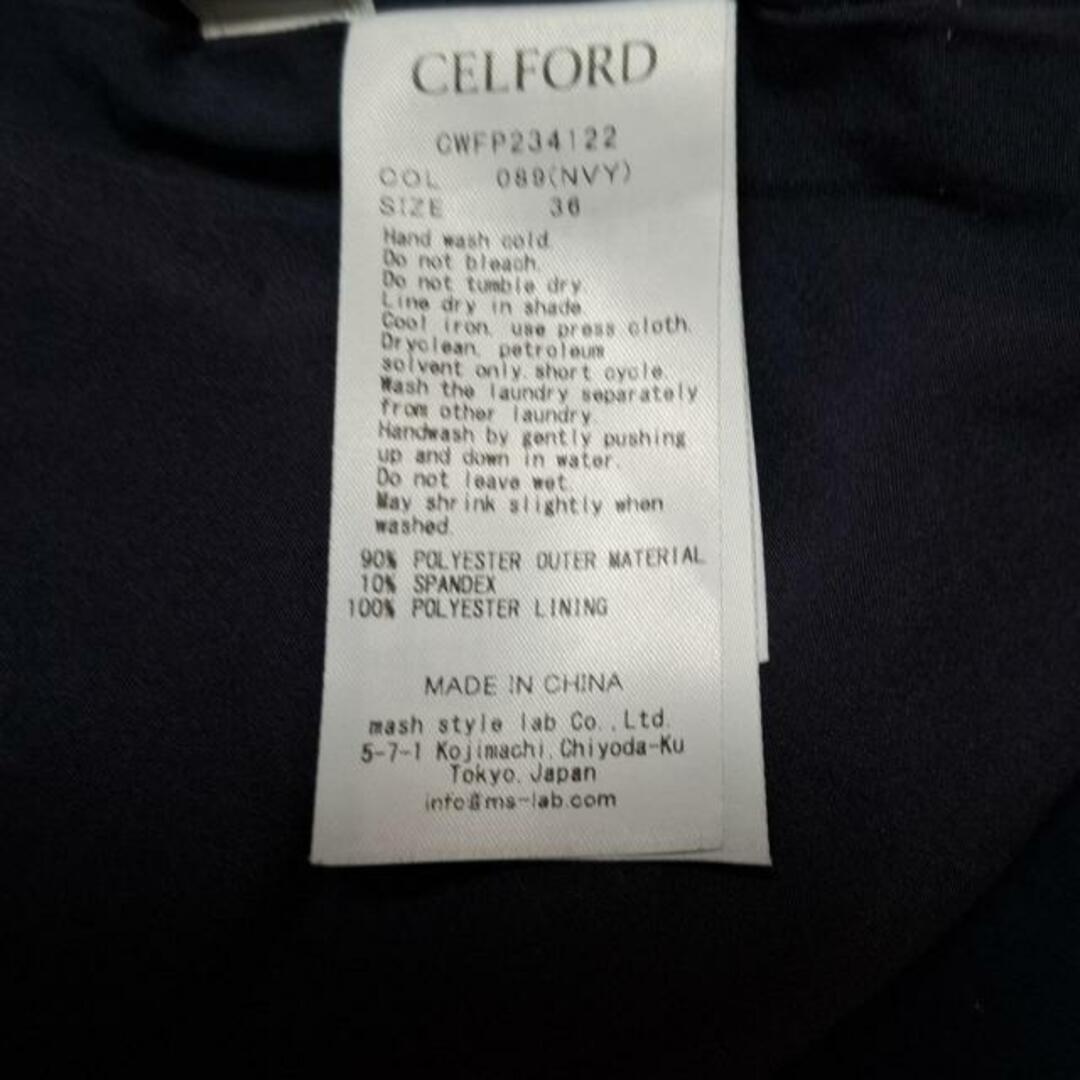 CELFORD
CWFP234122
COL 089(NVY)
SIZE 36
Hand wash cold.
Do not bleach.
Do not tumble dry.
Line dry in shade.
Cool iron, use press cloth.
Dryclean, petroleum
solvent only, short cycle.
Wash the laundry separately
from other laundry.
Handwash by gently pushing
up and down in water.
Do not leave wet.
May shrink slightly when
washed.
90% POLYESTER OUTER MATERIAL
10% SPANDEX
100% POLYESTER LINING
MADE IN CHINA
mash style lab Co.,Ltd.
5-7-1 Kojimachi,Chiyoda-Ku
Tokyo, Japan
info@ms-lab.com